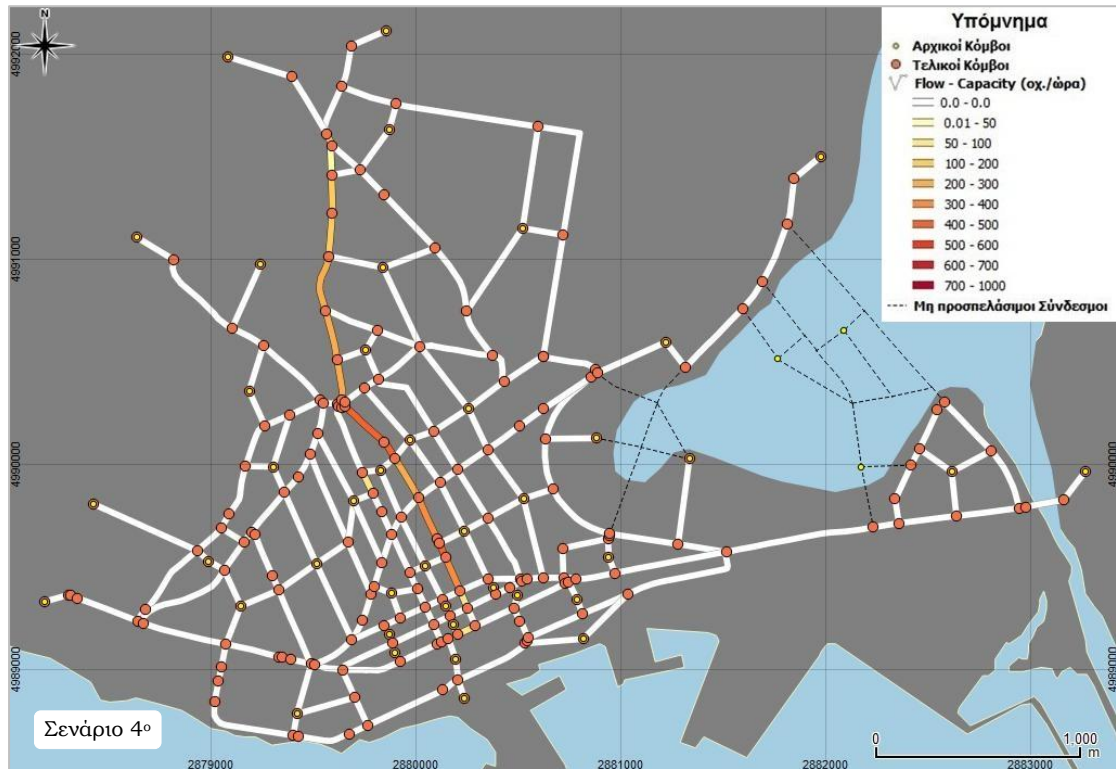 N
Υπόμνημα
Αρχικοί Κόμβοι
Τελικοί Κόμβοι
Flow - Capacity (οχ./ώρα)
0.0 - 0.0
0.01 - 50
50 - 100
100 - 200
200 - 300
300 - 400
400 - 500
500 - 600
600 - 700
700 - 1000
Μη προσπελάσιμοι Σύνδεσμοι
4992000
4991000
4991000
4990000
4990000
4989000
4989000
Σενάριο 4ο
0 1.000
m
2879000 2880000 2881000 2882000 2883000